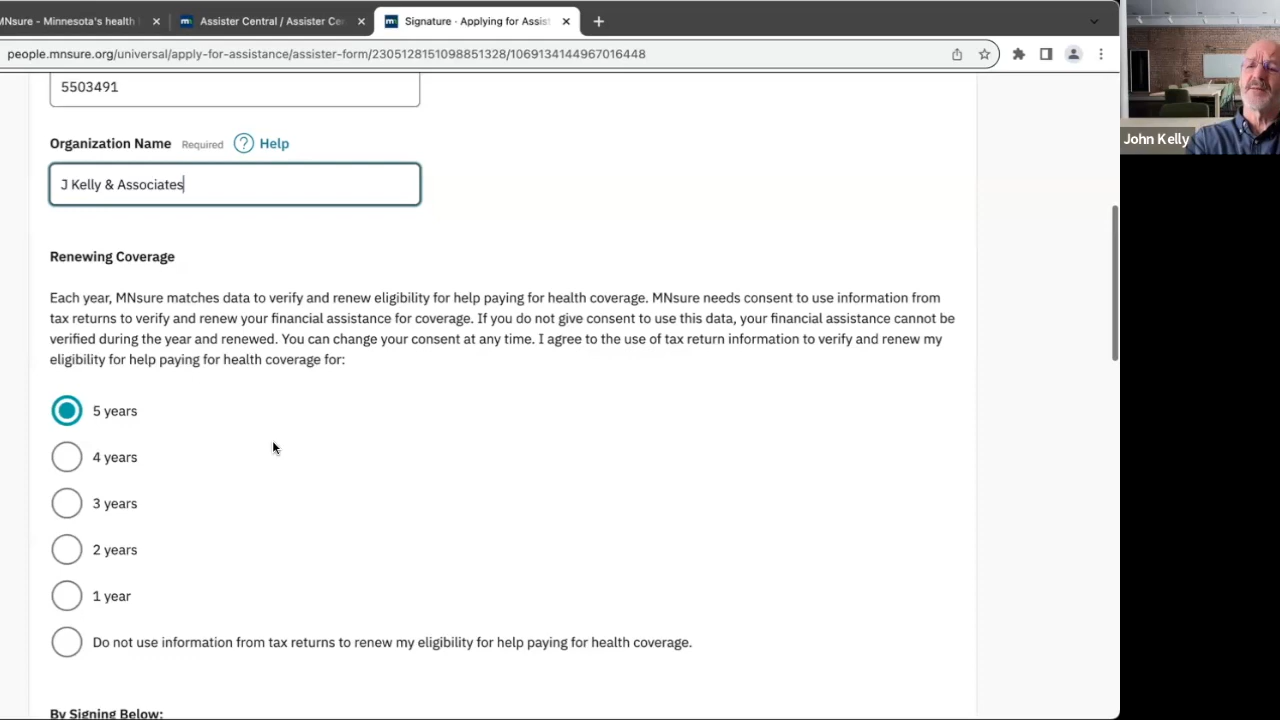 MNsure - Minnesota's health
Assister Central / Assister Ce
Signature - Applying for Assis
people.mnsure.org/universal/apply-for-assistance/assister-form/2305128151098851328/1069134144967016448
5503491
Organization Name Required ? Help
J Kelly & Associates
Renewing Coverage
Each year, MNsure matches data to verify and renew eligibility for help paying for health coverage. MNsure needs consent to use information from
tax returns to verify and renew your financial assistance for coverage. If you do not give consent to use this data, your financial assistance cannot be
verified during the year and renewed. You can change your consent at any time. I agree to the use of tax return information to verify and renew my
eligibility for help paying for health coverage for:
5 years
4 years
3 years
2 years
1 year
Do not use information from tax returns to renew my eligibility for help paying for health coverage.
By Signing Below:
John Kelly